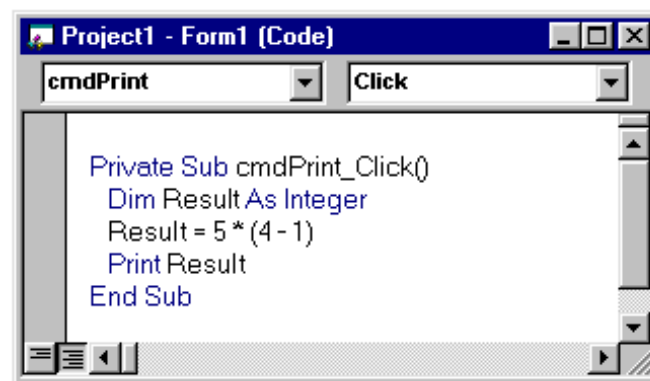 Project1 - Form1 (Code)
cmdPrint Click
Private Sub cmdPrint_Click()
Dim Result As Integer
Result = 5 * (4 - 1)
Print Result
End Sub